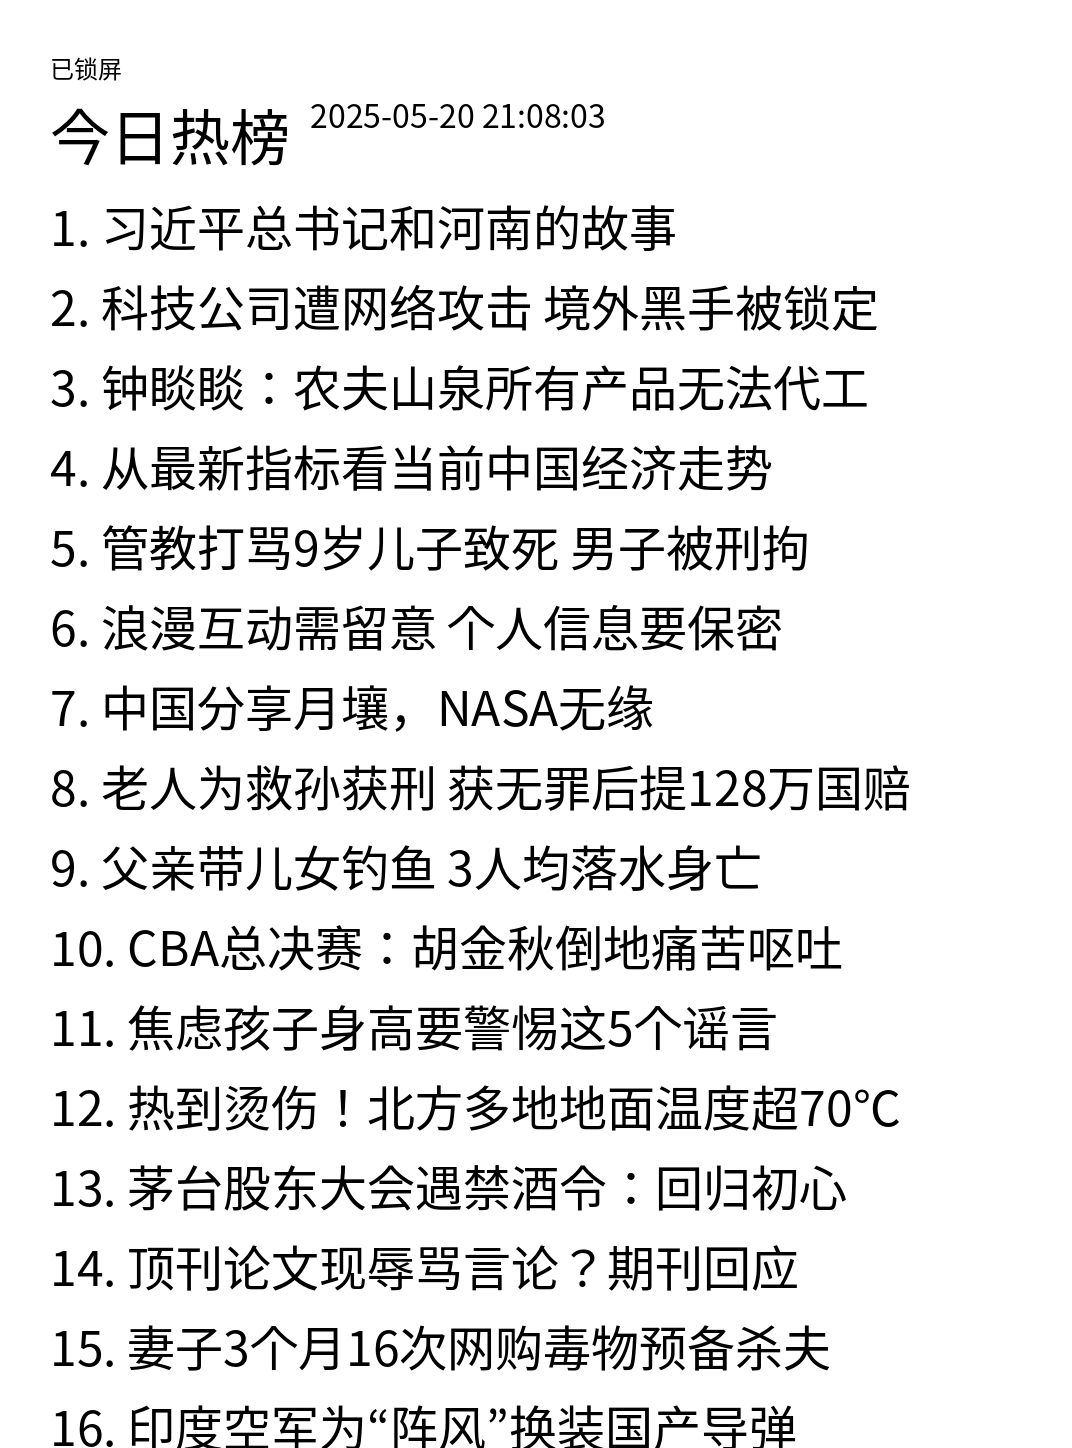 已锁屏
今日热榜 2025-05-20 21:08:03
1. 习近平总书记和河南的故事
2. 科技公司遭网络攻击 境外黑手被锁定
3. 钟睒睒：农夫山泉所有产品无法代工
4. 从最新指标看当前中国经济走势
5. 管教打骂9岁儿子致死 男子被刑拘
6. 浪漫互动需留意 个人信息要保密
7. 中国分享月壤，NASA无缘
8. 老人为救孙获刑 获无罪后提128万国赔
9. 父亲带儿女钓鱼 3人均落水身亡
10. CBA总决赛：胡金秋倒地痛苦呕吐
11. 焦虑孩子身高要警惕这5个谣言
12. 热到烫伤！北方多地地面温度超70℃
13. 茅台股东大会遇禁酒令：回归初心
14. 顶刊论文现辱骂言论？期刊回应
15. 妻子3个月16次网购毒物预备杀夫
16. 印度空军为“阵风”换装国产导弹